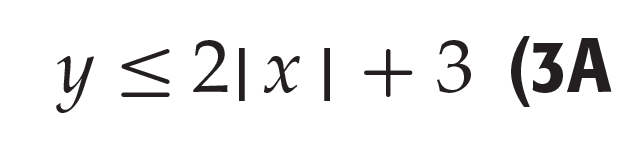 y ≤ 2|x| + 3 (3A